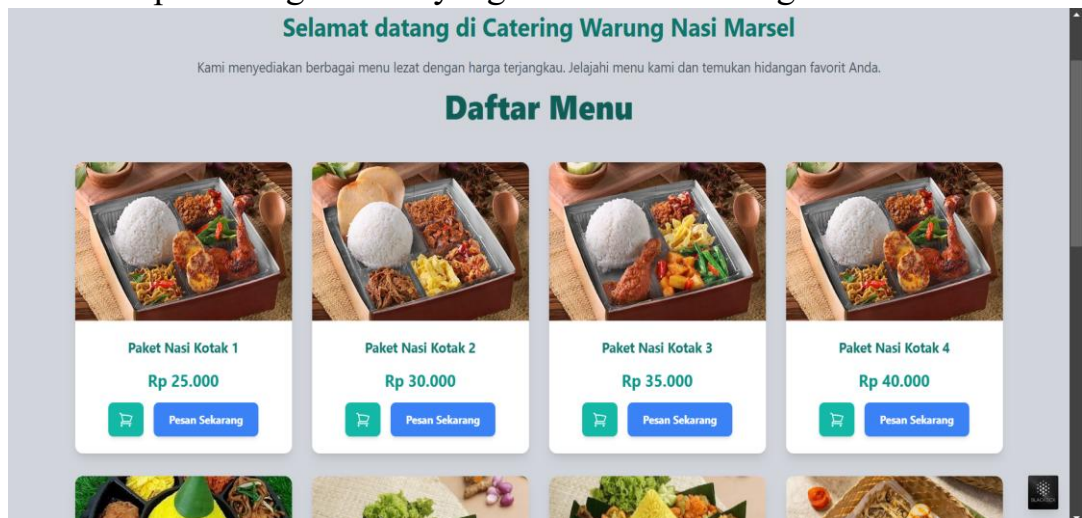 Selamat datang di Catering Warung Nasi Marsel
Kami menyediakan berbagai menu lezat dengan harga terjangkau. Jelajahi menu kami dan temukan hidangan favorit Anda.
Daftar Menu
Paket Nasi Kotak 1
Rp 25.000
Pesan Sekarang
Paket Nasi Kotak 2
Rp 30.000
Pesan Sekarang
Paket Nasi Kotak 3
Rp 35.000
Pesan Sekarang
Paket Nasi Kotak 4
Rp 40.000
Pesan Sekarang